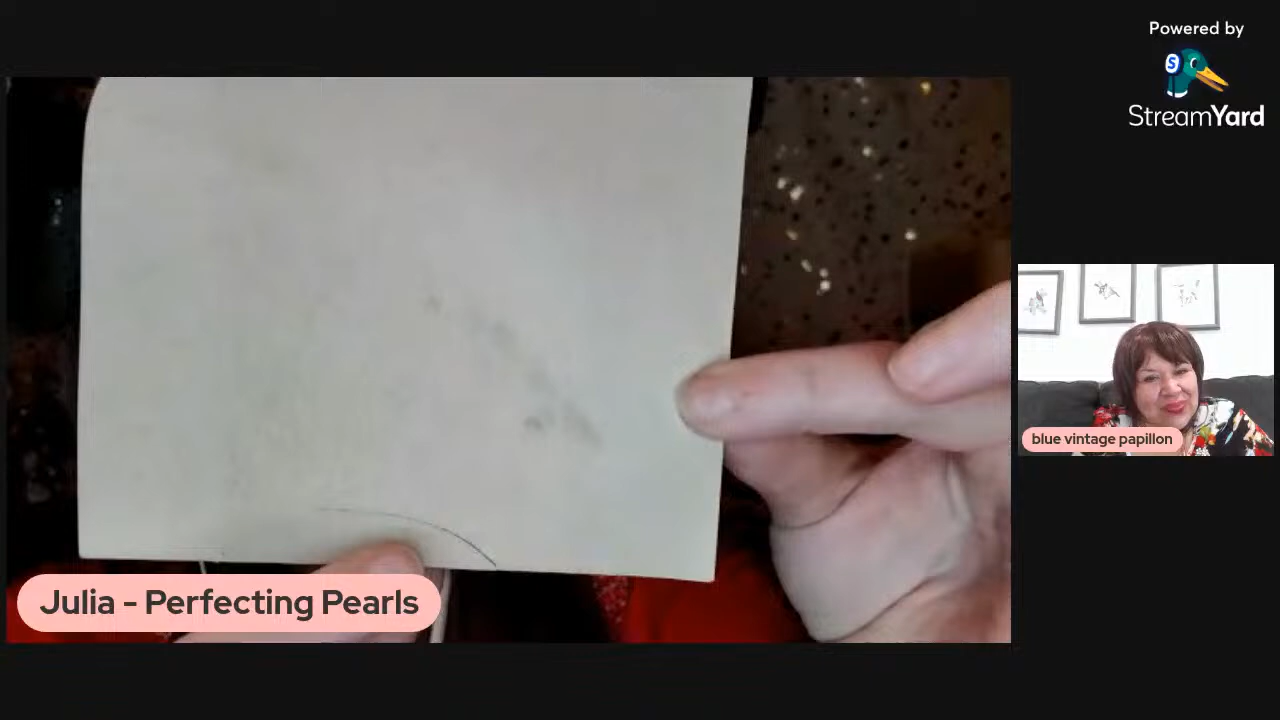 Powered by
S
StreamYard
blue vintage papillon
Julia - Perfecting Pearls